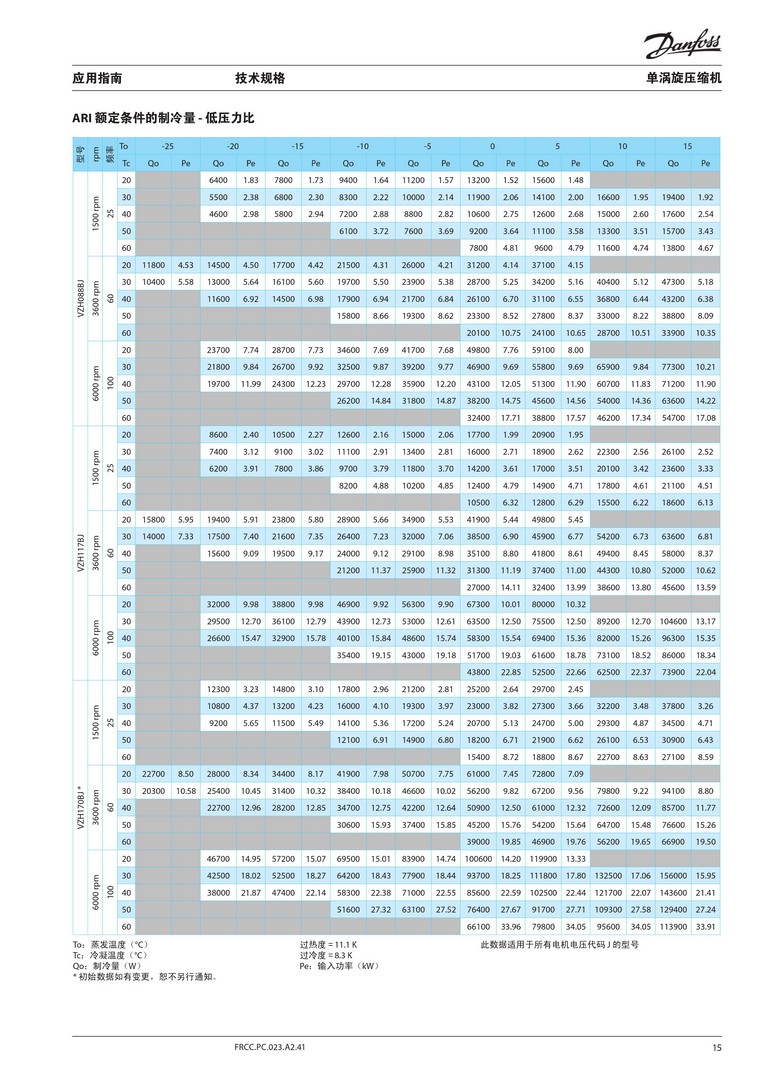 Danfoss
应用指南 技术规格 单涡旋压缩机
ARI 额定条件的制冷量 - 低压力比
型号 rpm 频率 To -25 -20 -15 -10 -5 0 5 10 15
Tc Qo Pe Qo Pe Qo Pe Qo Pe Qo Pe Qo Pe Qo Pe Qo Pe Qo Pe
VZH088BJ
1500 rpm 25
20 6400 1.83 7800 1.73 9400 1.64 11200 1.57 13200 1.52 15600 1.48
30 5500 2.38 6800 2.30 8300 2.22 10000 2.14 11900 2.06 14100 2.00 16600 1.95 19400 1.92
40 4600 2.98 5800 2.94 7200 2.88 8800 2.82 10600 2.75 12600 2.68 15000 2.60 17600 2.54
50 6100 3.72 7600 3.69 9200 3.64 11100 3.58 13300 3.51 15700 3.43
60 7800 4.81 9600 4.79 11600 4.74 13800 4.67
3600 rpm 60
20 11800 4.53 14500 4.50 17700 4.42 21500 4.31 26000 4.21 31200 4.14 37100 4.15
30 10400 5.58 13000 5.64 16100 5.60 19700 5.50 23900 5.38 28700 5.25 34200 5.16 40400 5.12 47300 5.18
40 11600 6.92 14500 6.98 17900 6.94 21700 6.84 26100 6.70 31100 6.55 36800 6.44 43200 6.38
50 15800 8.66 19300 8.62 23300 8.52 27800 8.37 33000 8.22 38800 8.09
60 20100 10.75 24100 10.65 28700 10.51 33900 10.35
6000 rpm 100
20 23700 7.74 28700 7.73 34600 7.69 41700 7.68 49800 7.76 59100 8.00
30 21800 9.84 26700 9.92 32500 9.87 39200 9.77 46900 9.69 55800 9.69 65900 9.84 77300 10.21
40 19700 11.99 24300 12.23 29700 12.28 35900 12.20 43100 12.05 51300 11.90 60700 11.83 71200 11.90
50 26200 14.84 31800 14.87 38200 14.75 45600 14.56 54000 14.36 63600 14.22
60 32400 17.71 38800 17.57 46200 17.34 54700 17.08
VZH117BJ
1500 rpm 25
20 8600 2.40 10500 2.27 12600 2.16 15000 2.06 17700 1.99 20900 1.95
30 7400 3.12 9100 3.02 11100 2.91 13400 2.81 16000 2.71 18900 2.62 22300 2.56 26100 2.52
40 6200 3.91 7800 3.86 9700 3.79 11800 3.70 14200 3.61 17000 3.51 20100 3.42 23600 3.33
50 8200 4.88 10200 4.85 12400 4.79 14900 4.71 17800 4.61 21100 4.51
60 10500 6.32 12800 6.29 15500 6.22 18600 6.13
3600 rpm 60
20 15800 5.95 19400 5.91 23800 5.80 28900 5.66 34900 5.53 41900 5.44 49800 5.45
30 14000 7.33 17500 7.40 21600 7.35 26400 7.23 32000 7.06 38500 6.90 45900 6.77 54200 6.73 63600 6.81
40 15600 9.09 19500 9.17 24000 9.12 29100 8.98 35100 8.80 41800 8.61 49400 8.45 58000 8.37
50 21200 11.37 25900 11.32 31300 11.19 37400 11.00 44300 10.80 52000 10.62
60 27000 14.11 32400 13.99 38600 13.80 45600 13.59
6000 rpm 100
20 32000 9.98 38800 9.98 46900 9.92 56300 9.90 67300 10.01 80000 10.32
30 29500 12.70 36100 12.79 43900 12.73 53000 12.61 63500 12.50 75500 12.50 89200 12.70 104600 13.17
40 26600 15.47 32900 15.78 40100 15.84 48600 15.74 58300 15.54 69400 15.36 82000 15.26 96300 15.35
50 35400 19.15 43000 19.18 51700 19.03 61600 18.78 73100 18.52 86000 18.34
60 43800 22.85 52500 22.66 62500 22.37 73900 22.04
VZH170BJ *
1500 rpm 25
20 12300 3.23 14800 3.10 17800 2.96 21200 2.81 25200 2.64 29700 2.45
30 10800 4.37 13200 4.23 16000 4.10 19300 3.97 23000 3.82 27300 3.66 32200 3.48 37800 3.26
40 9200 5.65 11500 5.49 14100 5.36 17200 5.24 20700 5.13 24700 5.00 29300 4.87 34500 4.71
50 12100 6.91 14900 6.80 18200 6.71 21900 6.62 26100 6.53 30900 6.43
60 15400 8.72 18800 8.67 22700 8.63 27100 8.59
3600 rpm 60
20 22700 8.50 28000 8.34 34400 8.17 41900 7.98 50700 7.75 61000 7.45 72800 7.09
30 20300 10.58 25400 10.45 31400 10.32 38400 10.18 46600 10.02 56200 9.82 67200 9.56 79800 9.22 94100 8.80
40 22700 12.96 28200 12.85 34700 12.75 42200 12.64 50900 12.50 61000 12.32 72600 12.09 85700 11.77
50 30600 15.93 37400 15.85 45200 15.76 54200 15.64 64700 15.48 76600 15.26
60 39000 19.85 46900 19.76 56200 19.65 66900 19.50
6000 rpm 100
20 46700 14.95 57200 15.07 69500 15.01 83900 14.74 100600 14.20 119900 13.33
30 42500 18.02 52500 18.27 64200 18.43 77900 18.44 93700 18.25 111800 17.80 132500 17.06 156000 15.95
40 38000 21.87 47400 22.14 58300 22.38 71000 22.55 85600 22.59 102500 22.44 121700 22.07 143600 21.41
50 51600 27.32 63100 27.52 76400 27.67 91700 27.71 109300 27.58 129400 27.24
60 66100 33.96 79800 34.05 95600 34.05 113900 33.91
To：蒸发温度（°C） 过热度 = 11.1 K 此数据适用于所有电机电压代码 J 的型号
Tc：冷凝温度（°C） 过冷度 = 8.3 K
Qo：制冷量（W） Pe：输入功率（kW）
* 初始数据如有变更，恕不另行通知。
FRCC.PC.023.A2.41 15